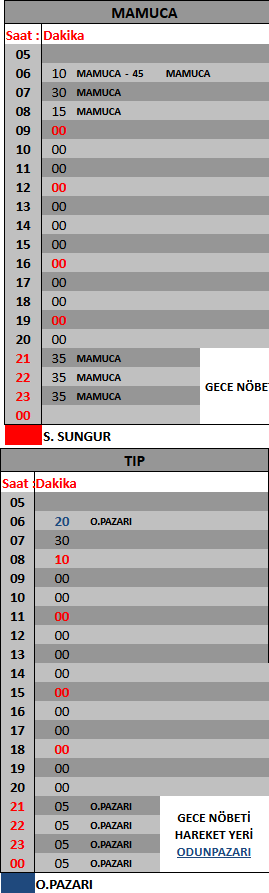 MAMUCA
Saat : Dakika
05
06 10 MAMUCA - 45 MAMUCA
07 30 MAMUCA
08 15 MAMUCA
09 00
10 00
11 00
12 00
13 00
14 00
15 00
16 00
17 00
18 00
19 00
20 00
21 35 MAMUCA
22 35 MAMUCA GECE NÖBETİ
23 35 MAMUCA
00
S. SUNGUR
TIP
Saat : Dakika
05
06 20 O.PAZARI
07 30
08 10
09 00
10 00
11 00
12 00
13 00
14 00
15 00
16 00
17 00
18 00
19 00
20 00
21 05 O.PAZARI GECE NÖBETİ
22 05 O.PAZARI HAREKET YERİ
23 05 O.PAZARI ODUNPAZARI
00 05 O.PAZARI
O.PAZARI